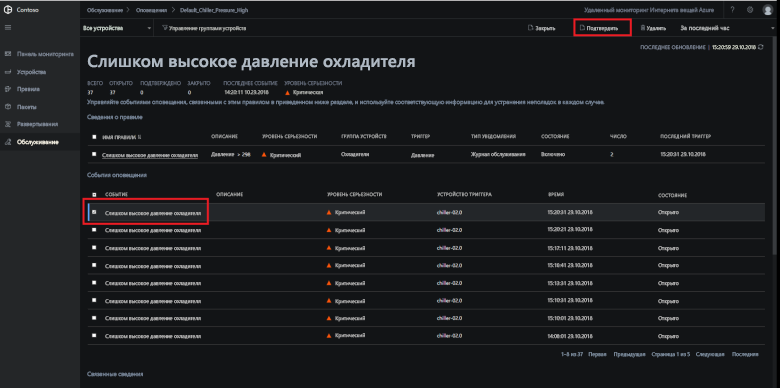 Contoso
Обслуживание > Оповещения > Default_Chiller_Pressure_High
Удаленный мониторинг Интернета вещей Azure
Все устройства
Управление группами устройств
Закрыть
Подтвердить
Удалить
За последний час
ПОСЛЕДНЕЕ ОБНОВЛЕНИЕ | 15:20:59 29.10.2018
Слишком высокое давление охладителя
ВСЕГО ОТКРЫТО ПОДТВЕРЖДЕНО ЗАКРЫТО ПОСЛЕДНЕЕ СОБЫТИЕ УРОВЕНЬ СЕРЬЕЗНОСТИ
37 37 0 0 14:20:11 10.29.2018 Критическая
Управляйте событиями оповещения, связанными с этим правилом в приведенном ниже разделе, и используйте соответствующую информацию для устранения неполадок в каждом случае.
Панель мониторинга
Устройства
Правила
Пакеты
Развертывания
Обслуживание
Сведения о правиле
ИМЯ ПРАВИЛА ОПИСАНИЕ УРОВЕНЬ СЕРЬЕЗНОСТИ ГРУППА УСТРОЙСТВ ТРИГГЕР ТИП УВЕДОМЛЕНИЯ СОСТОЯНИЕ ЧИСЛО ПОСЛЕДНИЙ ТРИГГЕР
Слишком высокое давление охладителя Давление > 298 Критический Охладители Давление Журнал обслуживания Включено 2 15:20:31 29.10.2018
События оповещения
СОБЫТИЕ ОПИСАНИЕ УРОВЕНЬ СЕРЬЕЗНОСТИ УСТРОЙСТВО ТРИГГЕРА ВРЕМЯ СОСТОЯНИЕ
Слишком высокое давление охладителя Критический chiller-02.0 15:20:31 29.10.2018 Открыто
Слишком высокое давление охладителя Критический chiller-02.0 15:20:21 29.10.2018 Открыто
Слишком высокое давление охладителя Критический chiller-02.0 15:17:11 29.10.2018 Открыто
Слишком высокое давление охладителя Критический chiller-02.0 15:16:41 29.10.2018 Открыто
Слишком высокое давление охладителя Критический chiller-02.0 15:13:31 29.10.2018 Открыто
Слишком высокое давление охладителя Критический chiller-02.0 15:10:31 29.10.2018 Открыто
Слишком высокое давление охладителя Критический chiller-02.0 15:10:01 29.10.2018 Открыто
Слишком высокое давление охладителя Критический chiller-02.0 14:08:01 29.10.2018 Открыто
1–8 из 37 Первая Предыдущая Страница 1 из 5 Следующая Последняя
Связанные сведения